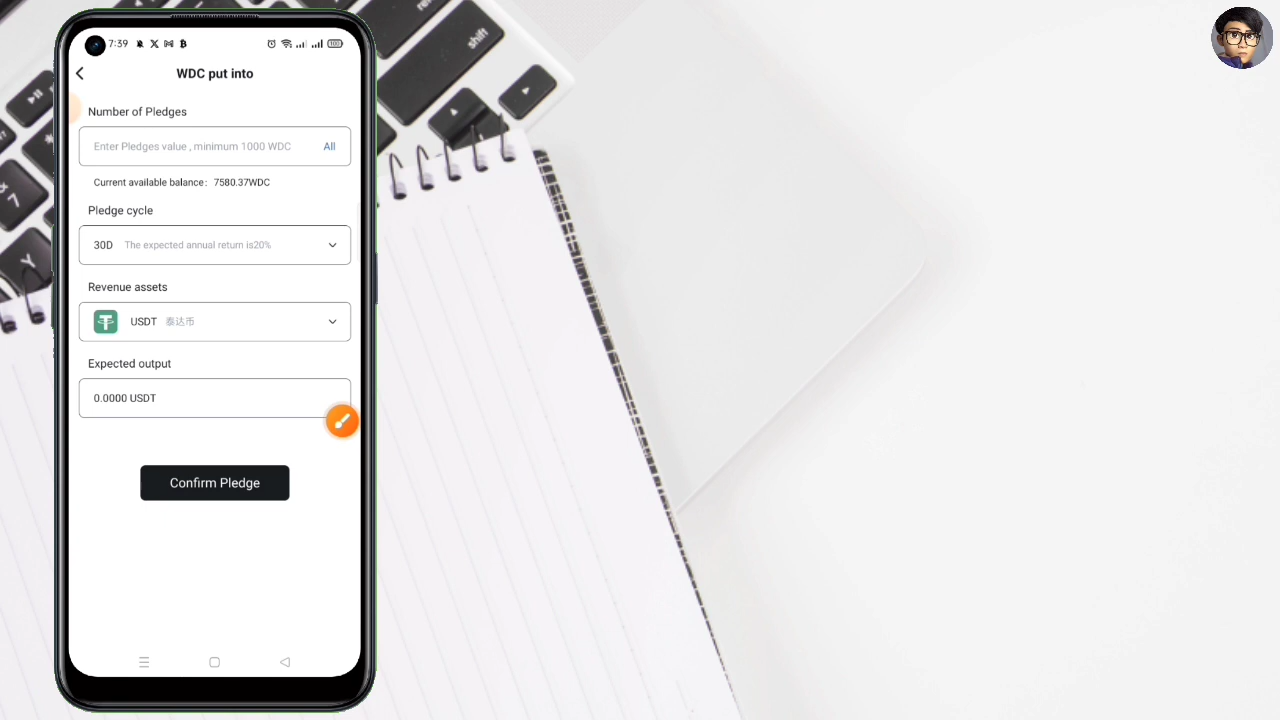 7:39
WDC put into
Number of Pledges
Enter Pledges value , minimum 1000 WDC All
Current available balance: 7580.37WDC
Pledge cycle
30D The expected annual return is20%
Revenue assets
USDT 泰达币
Expected output
0.0000 USDT
Confirm Pledge
shift
7
Y